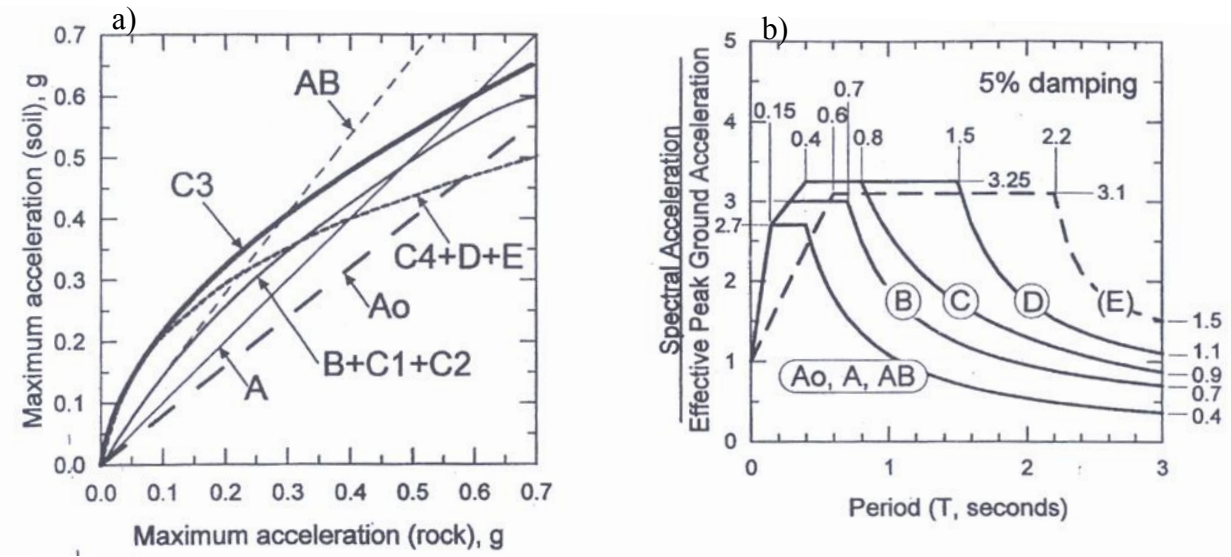 a)
Maximum acceleration (soil), g
0.7
0.6
0.5
0.4
0.3
0.2
0.1
0.0
AB
C3
C4+D+E
Ao
B+C1+C2
A
0.0 0.1 0.2 0.3 0.4 0.5 0.6 0.7
Maximum acceleration (rock), g
b)
Spectral Acceleration
Effective Peak Ground Acceleration
5
4
3
2.7
2
1
0
5% damping
0.15
0.4
0.6
0.7
0.8
1.5
2.2
3.25
3.1
B
C
D
(E)
Ao, A, AB
1.5
1.1
0.9
0.7
0.4
0 1 2 3
Period (T, seconds)